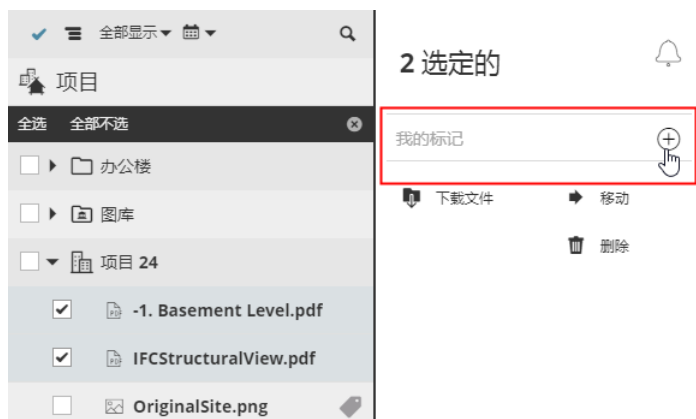 全部显示
项目
全选 全部不选
办公楼
图库
项目 24
-1. Basement Level.pdf
IFCStructuralView.pdf
OriginalSite.png
2 选定的
我的标记
下载文件 移动
删除